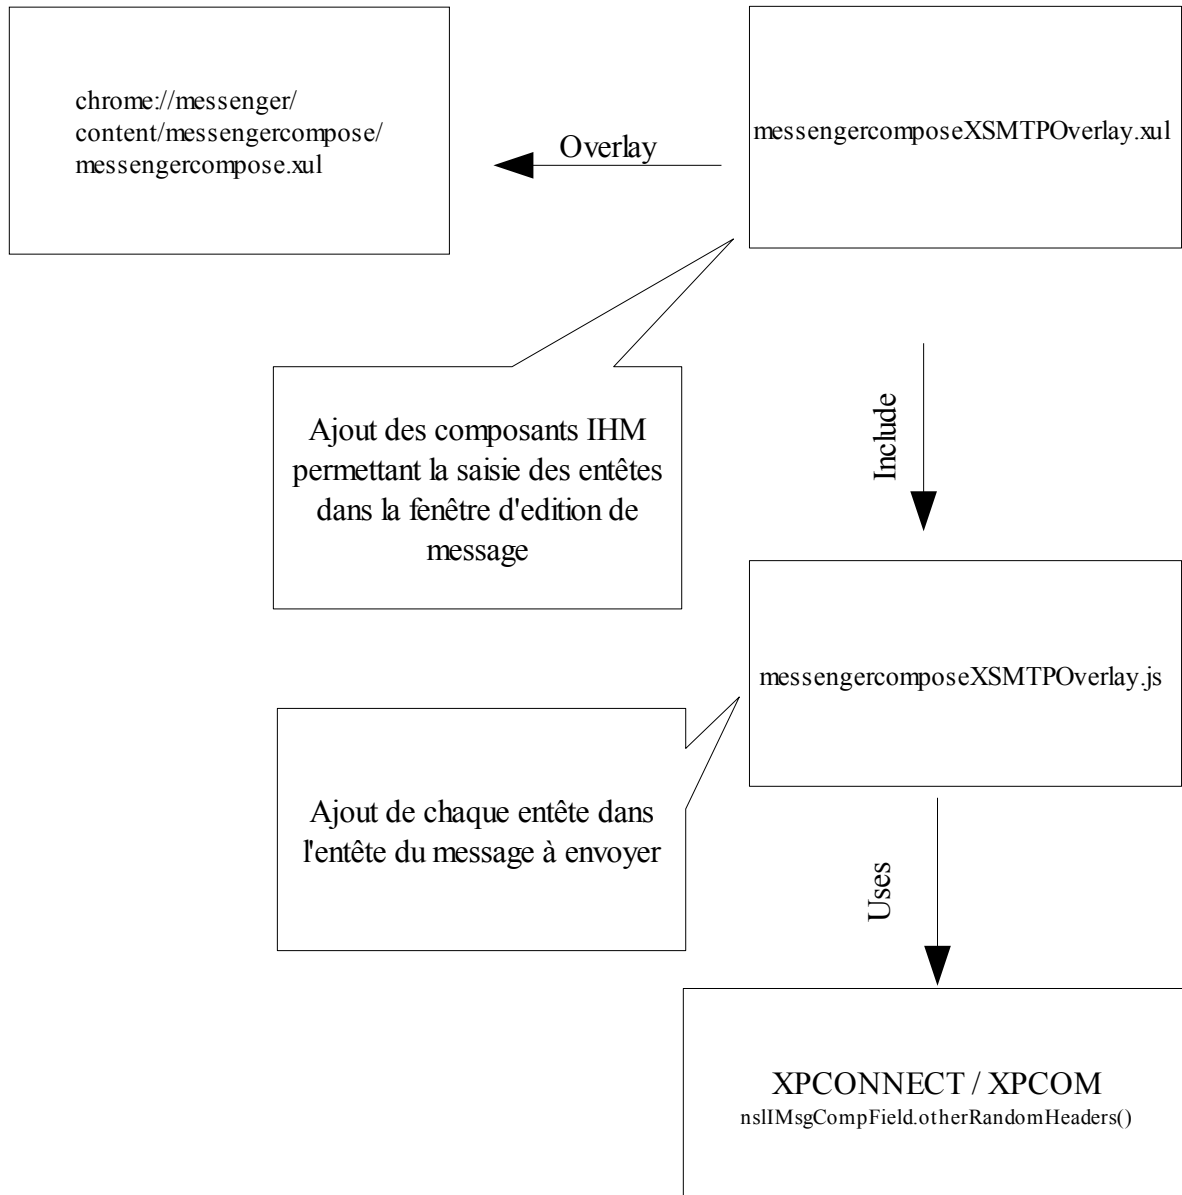 chrome://messenger/
content/messengercompose/
messengercompose.xul
Overlay
messengercomposeXSMTPOverlay.xul
Ajout des composants IHM
permettant la saisie des entêtes
dans la fenêtre d'edition de
message
Include
messengercomposeXSMTPOverlay.js
Ajout de chaque entête dans
l'entête du message à envoyer
Uses
XPCONNECT / XPCOM
nslIMsgCompField.otherRandomHeaders()